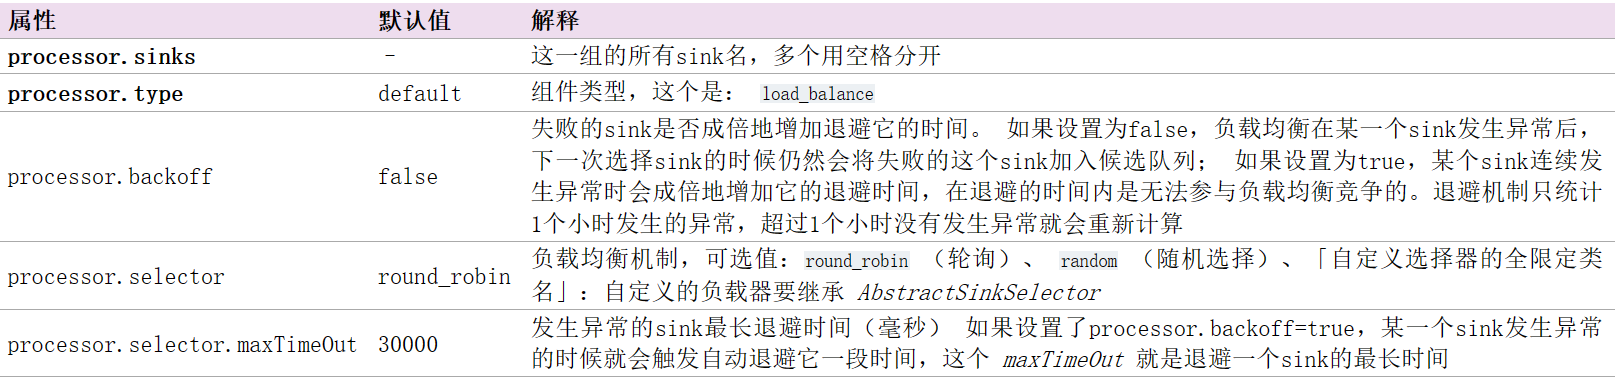 属性 默认值 解释
processor.sinks - 这一组的所有sink名，多个用空格分开
processor.type default 组件类型，这个是： load_balance
失败的sink是否成倍地增加退避它的时间。 如果设置为false，负载均衡在某一个sink发生异常后，
下一次选择sink的时候仍然会将失败的这个sink加入候选队列； 如果设置为true，某个sink连续发
processor.backoff false 生异常时会成倍地增加它的退避时间，在退避的时间内是无法参与负载均衡竞争的。退避机制只统计
1个小时发生的异常，超过1个小时没有发生异常就会重新计算
processor.selector round_robin 负载均衡机制，可选值：round_robin （轮询）、 random （随机选择）、「自定义选择器的全限定类
名」：自定义的负载器要继承 AbstractSinkSelector
processor.selector.maxTimeOut 30000 发生异常的sink最长退避时间（毫秒） 如果设置了processor.backoff=true，某一个sink发生异常
的时候就会触发自动退避它一段时间，这个 maxTimeOut 就是退避一个sink的最长时间